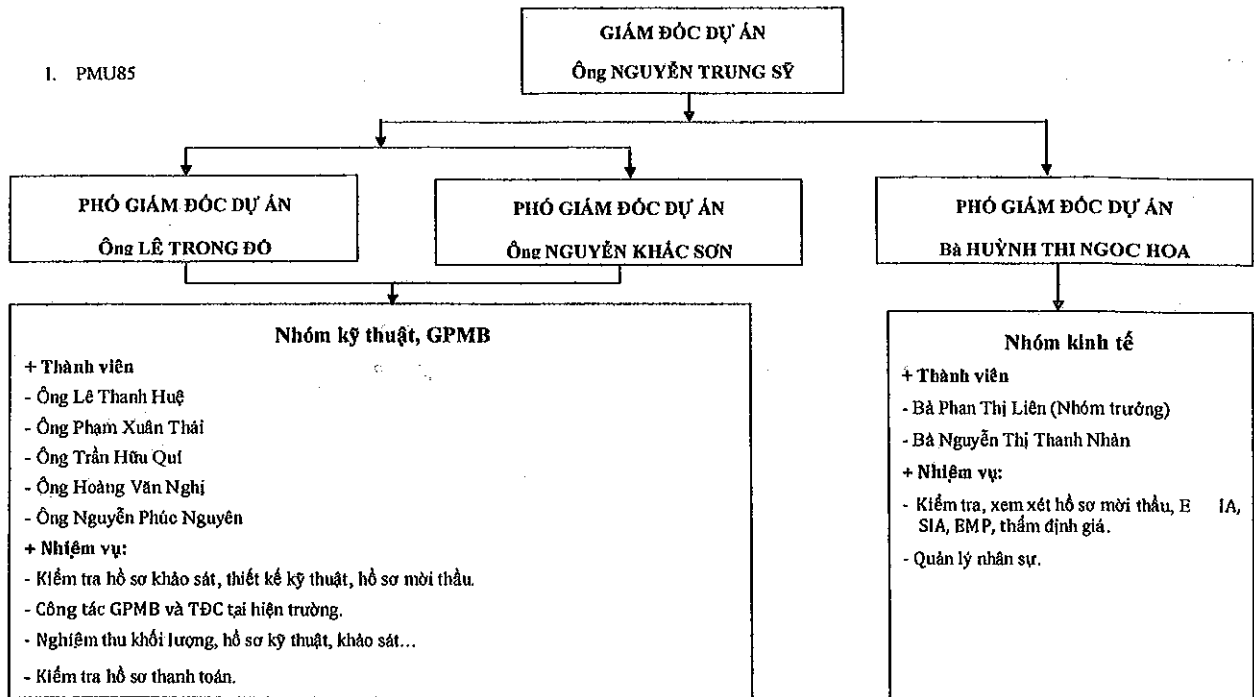 GIÁM ĐỐC DỰ ÁN
Ông NGUYỄN TRUNG SỸ
1. PMU85
PHÓ GIÁM ĐỐC DỰ ÁN
Ông LÊ TRONG ĐÓ
PHÓ GIÁM ĐỐC DỰ ÁN
Ông NGUYỄN KHẮC SƠN
PHÓ GIÁM ĐỐC DỰ ÁN
Bà HUỲNH THI NGOC HOA
Nhóm kỹ thuật, GPMB
+ Thành viên
- Ông Lê Thanh Huệ
- Ông Phạm Xuân Thái
- Ông Trần Hữu Quí
- Ông Hoàng Văn Nghị
- Ông Nguyễn Phúc Nguyên
+ Nhiệm vụ:
- Kiểm tra hồ sơ khảo sát, thiết kế kỹ thuật, hồ sơ mời thầu.
- Công tác GPMB và TĐC tại hiện trường.
- Nghiệm thu khối lượng, hồ sơ kỹ thuật, khảo sát...
- Kiểm tra hồ sơ thanh toán.
Nhóm kinh tế
+ Thành viên
- Bà Phan Thị Liên (Nhóm trưởng)
- Bà Nguyễn Thị Thanh Nhàn
+ Nhiệm vụ:
- Kiểm tra, xem xét hồ sơ mời thầu, E IA,
SIA, EMP, thẩm định giá.
- Quản lý nhân sự.